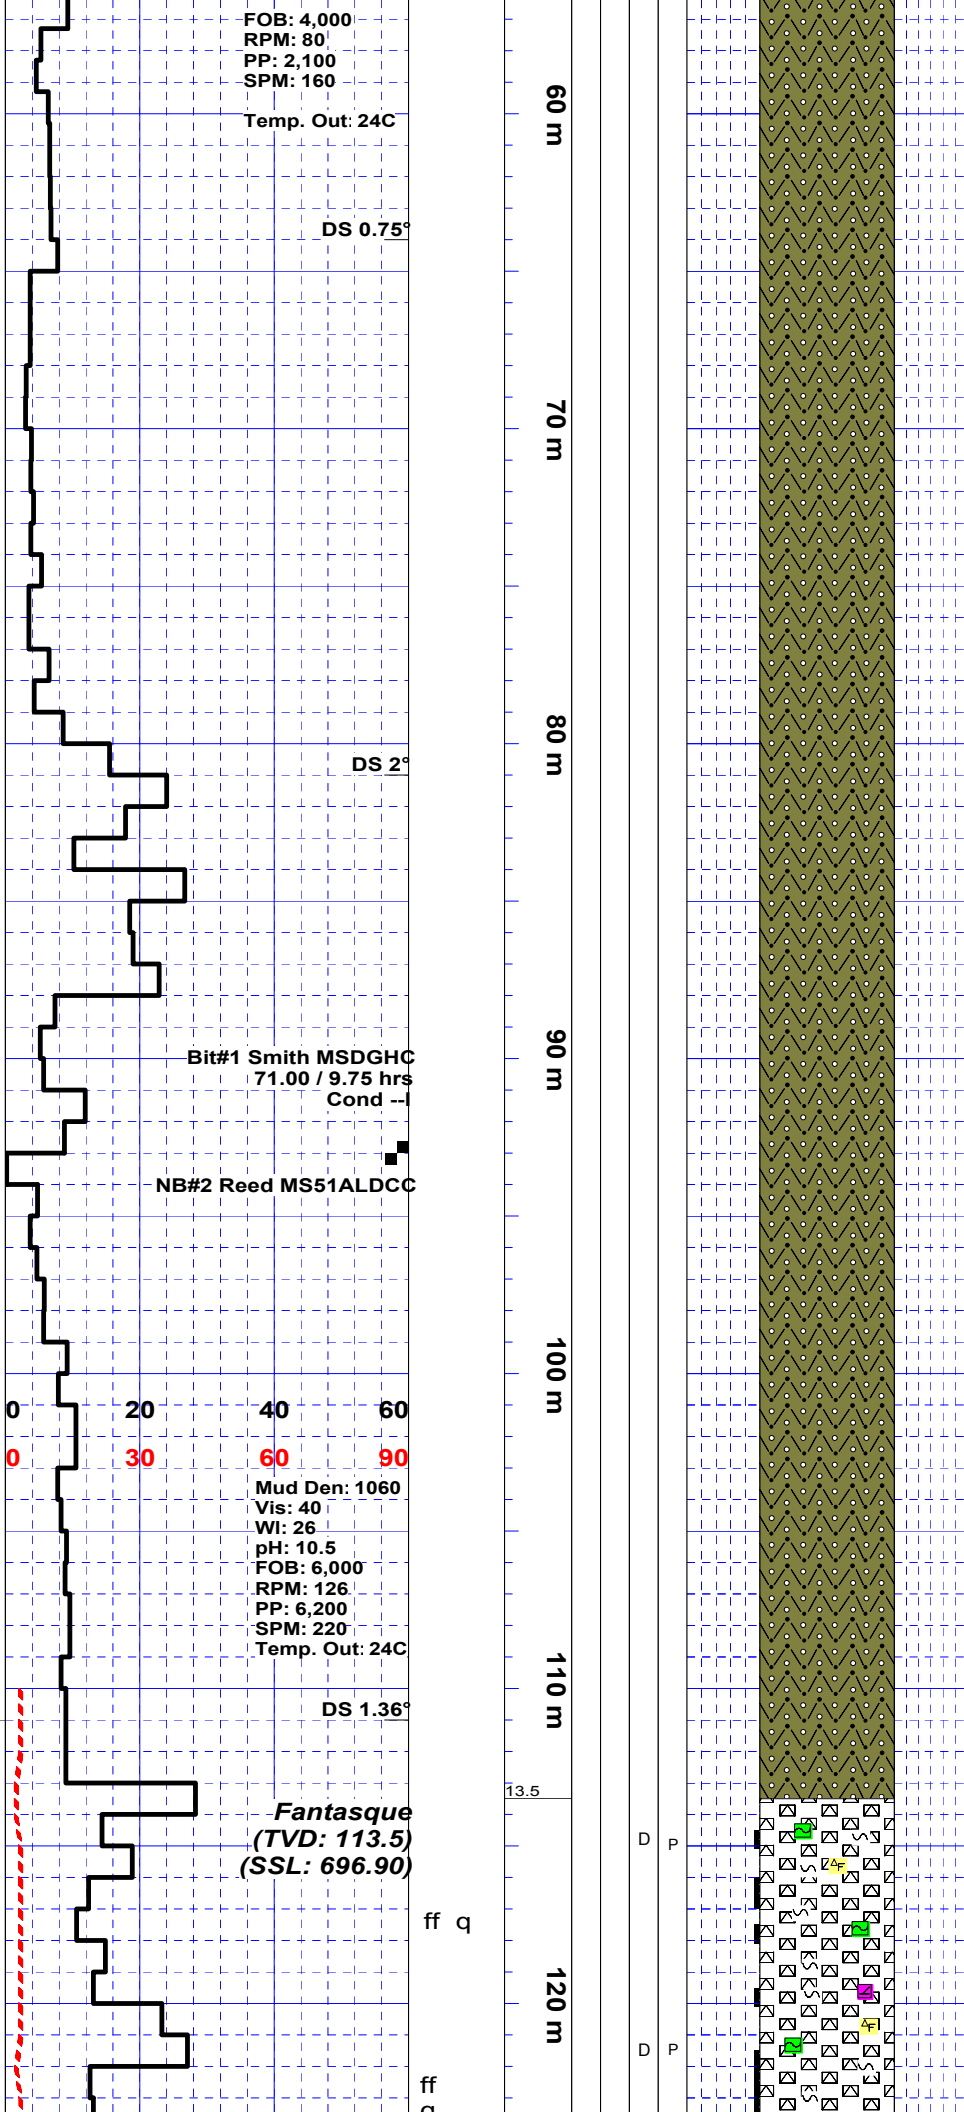 FOB: 4,000
RPM: 80
PP: 2,100
SPM: 160
60 m
Temp. Out: 24C
DS 0.75°
70 m
80 m
DS 2°
90 m
Bit#1 Smith MSDGHC
71.00 / 9.75 hrs
Cond --I
NB#2 Reed MS51ALDCC
100 m
0 20 40 60
0 30 60 90
Mud Den: 1060
Vis: 40
Wl: 26
pH: 10.5
FOB: 6,000
RPM: 126
PP: 6,200
SPM: 220
Temp. Out: 24C
110 m
DS 1.36°
13.5
Fantasque
(TVD: 113.5)
(SSL: 696.90)
D P
F
ff q
120 m
F
D P
ff
q